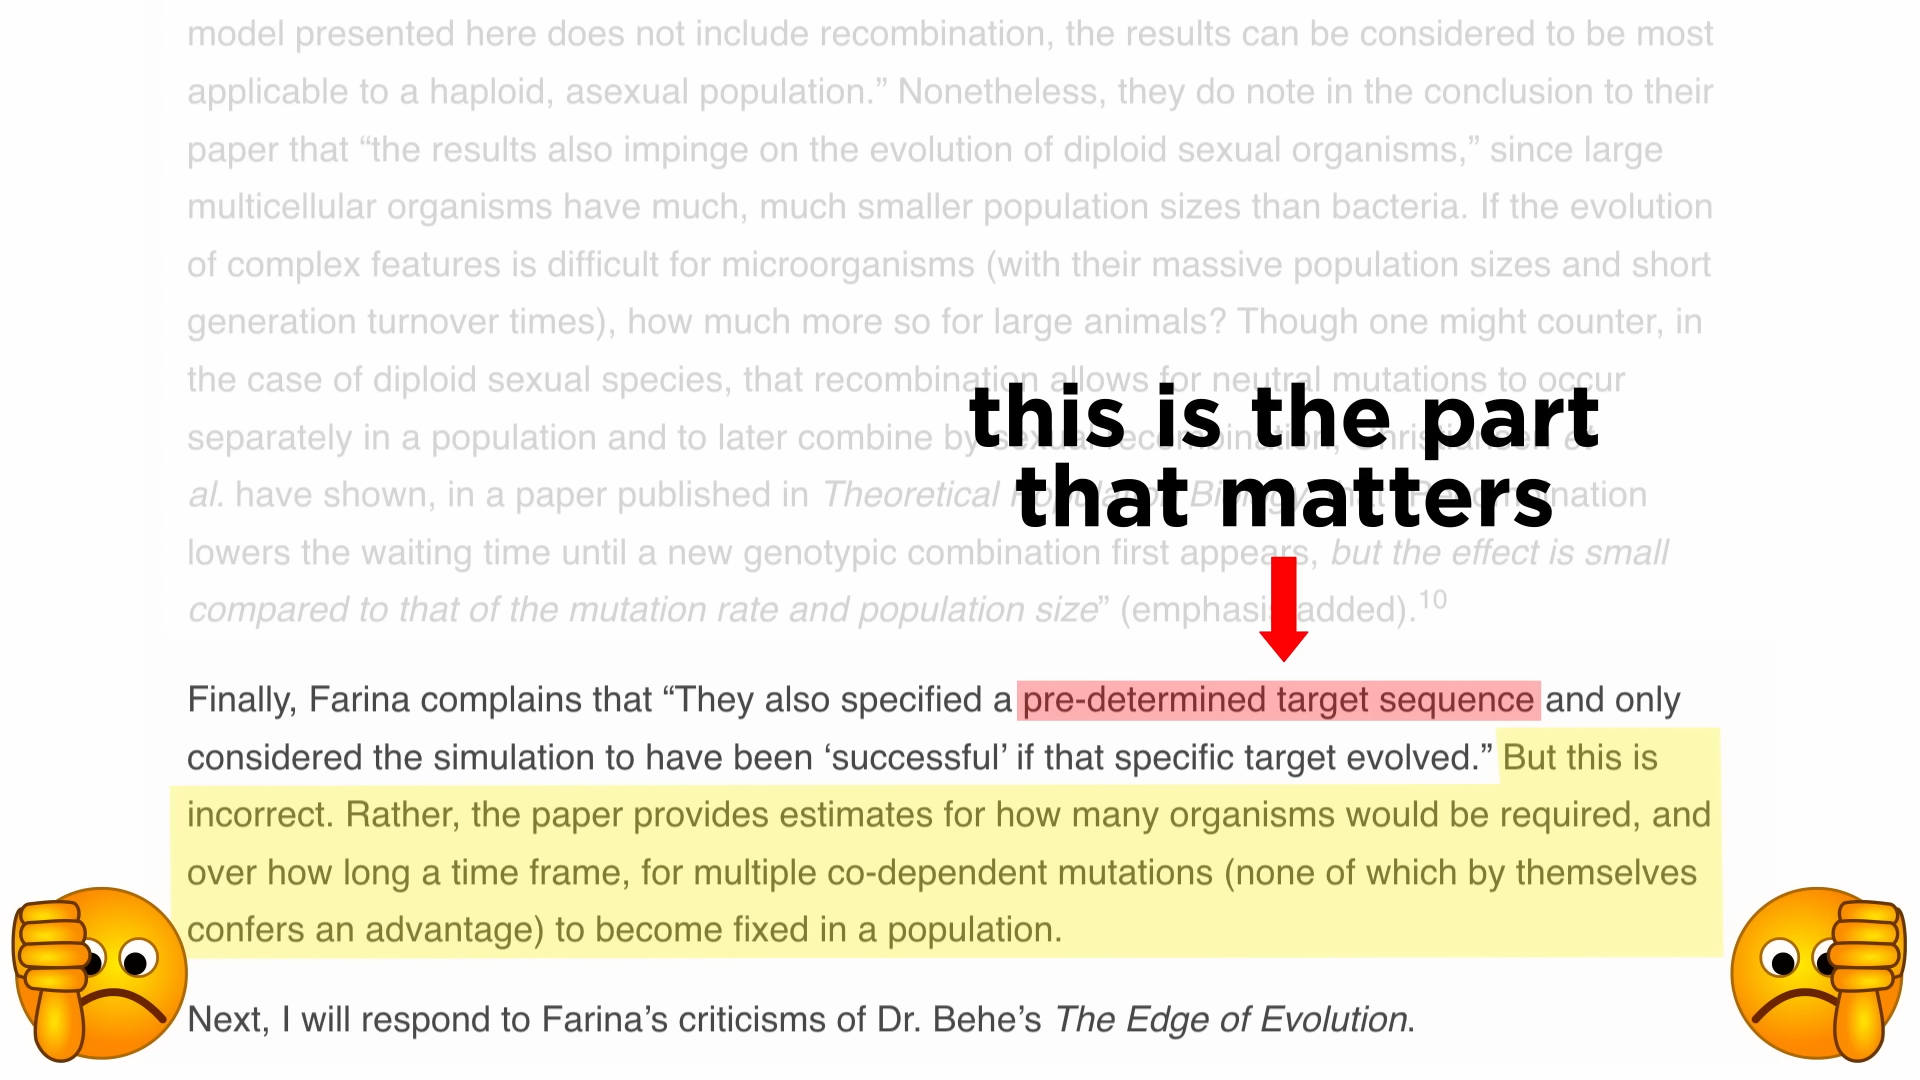 model presented here does not include recombination, the results can be considered to be most
applicable to a haploid, asexual population.” Nonetheless, they do note in the conclusion to their
paper that “the results also impinge on the evolution of diploid sexual organisms,” since large
multicellular organisms have much, much smaller population sizes than bacteria. If the evolution
of complex features is difficult for microorganisms (with their massive population sizes and short
generation turnover times), how much more so for large animals? Though one might counter, in
the case of diploid sexual species, that recombination allows for neutral mutations to occur
separately in a population and to later combine by sexual recombination, et
al. have shown, in a paper published in Theoretical Population Biology,
lowers the waiting time until a new genotypic combination first appears, but the effect is small
compared to that of the mutation rate and population size” (emphasis added).10
this is the part
that matters
Finally, Farina complains that “They also specified a pre-determined target sequence and only
considered the simulation to have been ‘successful’ if that specific target evolved.” But this is
incorrect. Rather, the paper provides estimates for how many organisms would be required, and
over how long a time frame, for multiple co-dependent mutations (none of which by themselves
confers an advantage) to become fixed in a population.
Next, I will respond to Farina’s criticisms of Dr. Behe’s The Edge of Evolution.